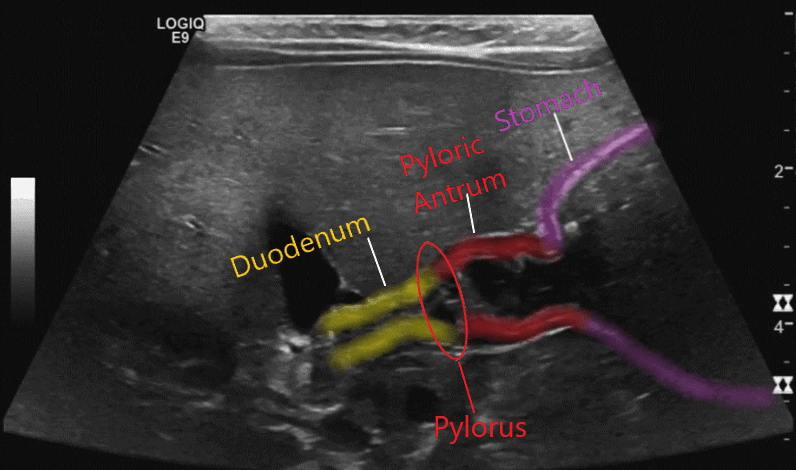 LOGIQ
E9
Stomach
Pyloric
Antrum
2
Duodenum
4
Pylorus